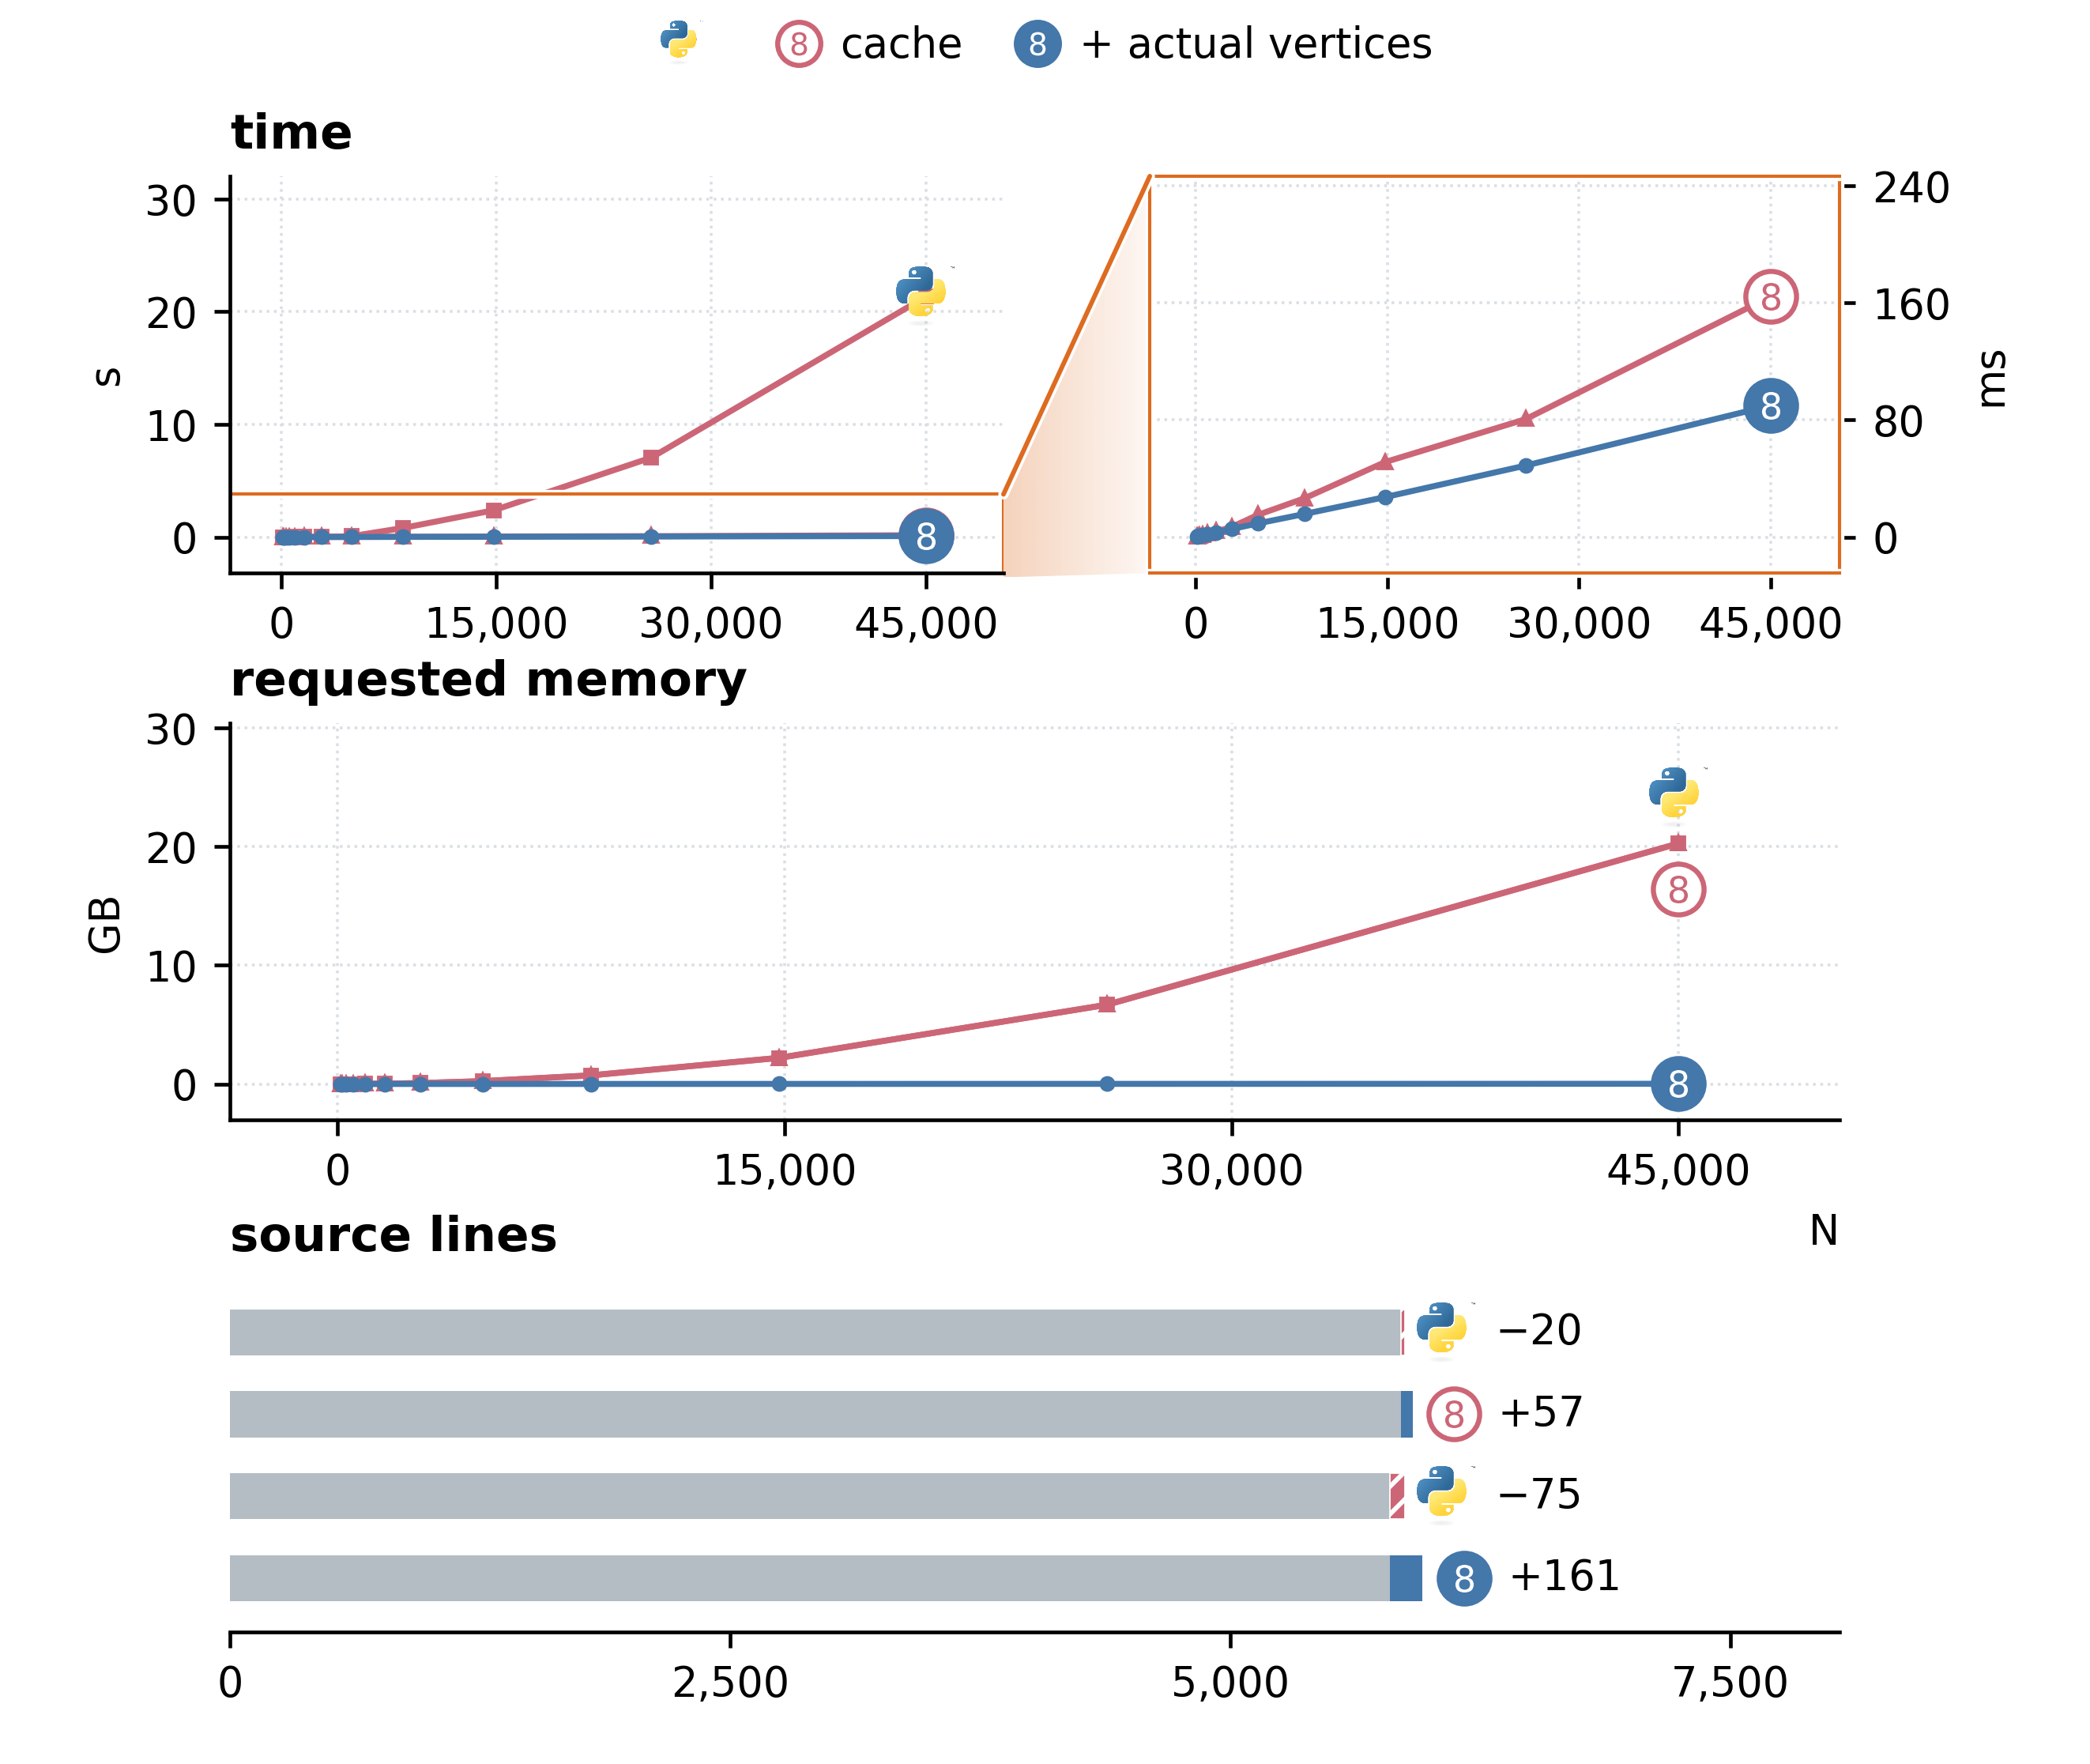 8 cache 8 + actual vertices
time
30
20
10
0
s
8
0 15,000 30,000 45,000
240
160
80
0
ms
8
8
0 15,000 30,000 45,000
requested memory
30
20
10
0
GB
8
8
0 15,000 30,000 45,000
N
source lines
−20
8 +57
−75
8 +161
0 2,500 5,000 7,500